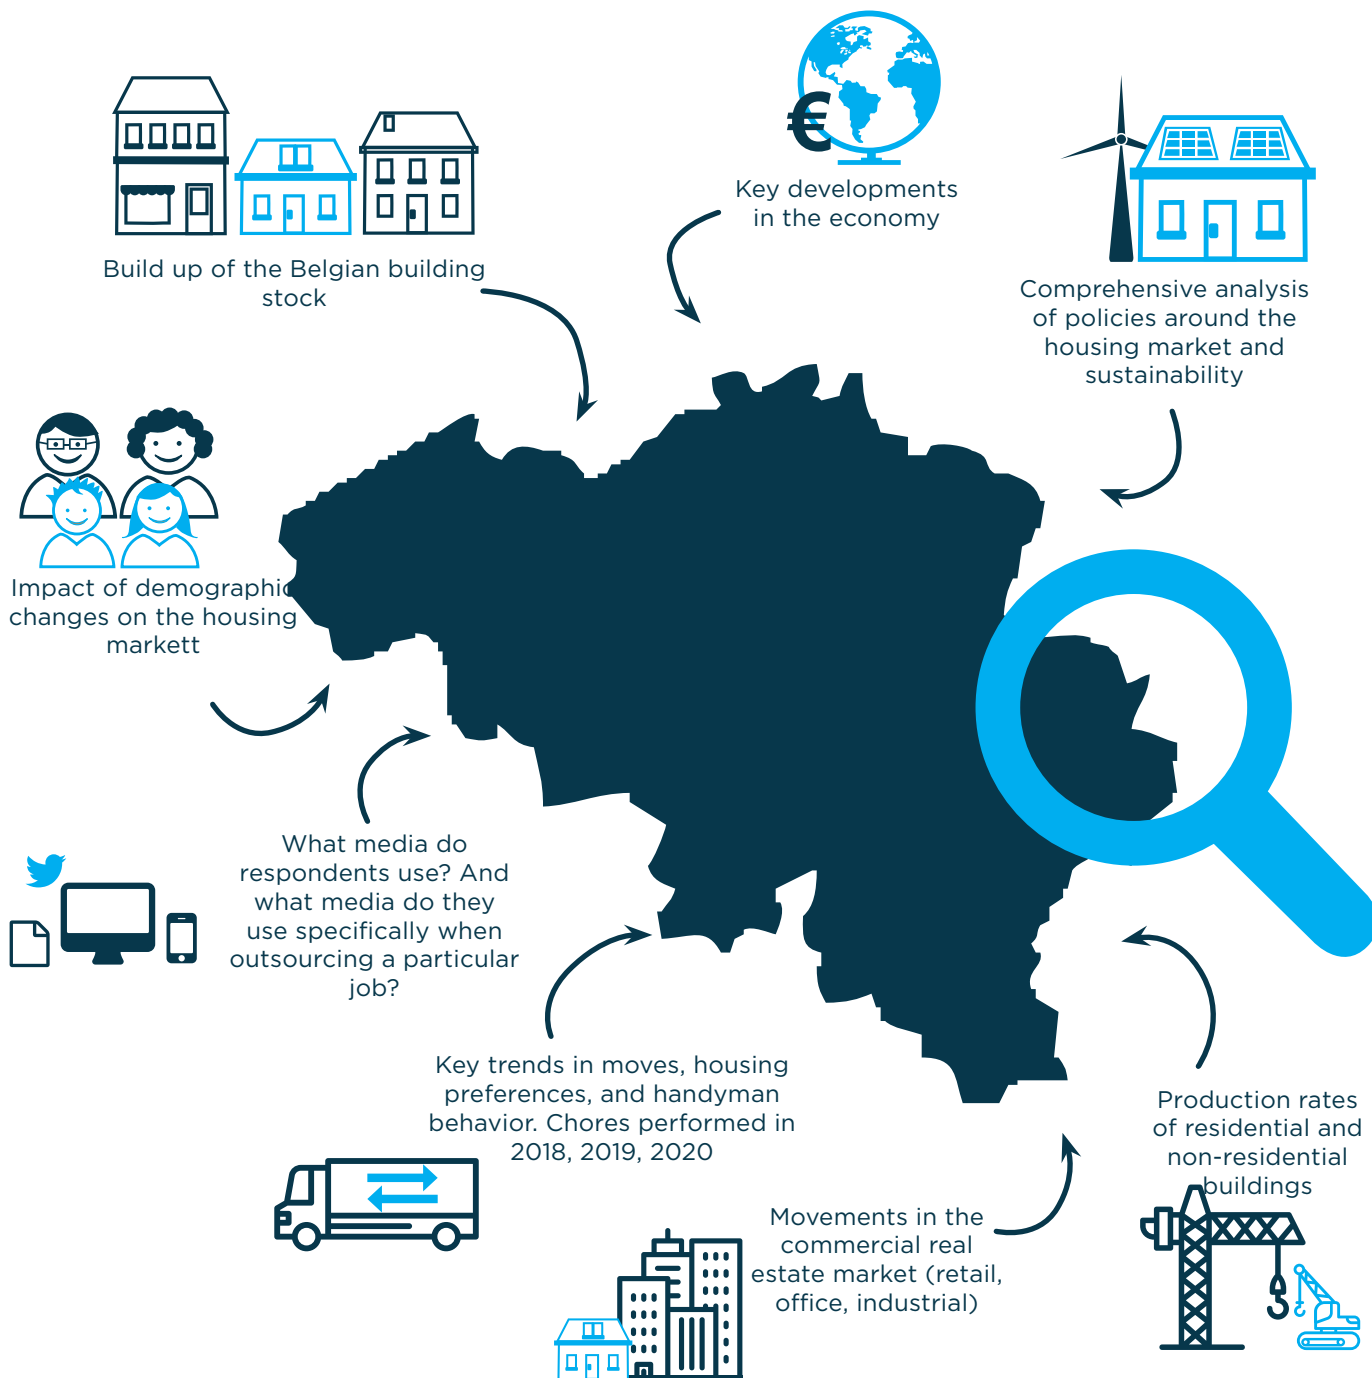 Key developments
in the economy
Build up of the Belgian building
stock
Comprehensive analysis
of policies around the
housing market and
sustainability
Impact of demographic
changes on the housing
markett
What media do
respondents use? And
what media do they
use specifically when
outsourcing a particular
job?
Key trends in moves, housing
preferences, and handyman
behavior. Chores performed in
2018, 2019, 2020
Production rates
of residential and
non-residential
buildings
Movements in the
commercial real
estate market (retail,
office, industrial)
€